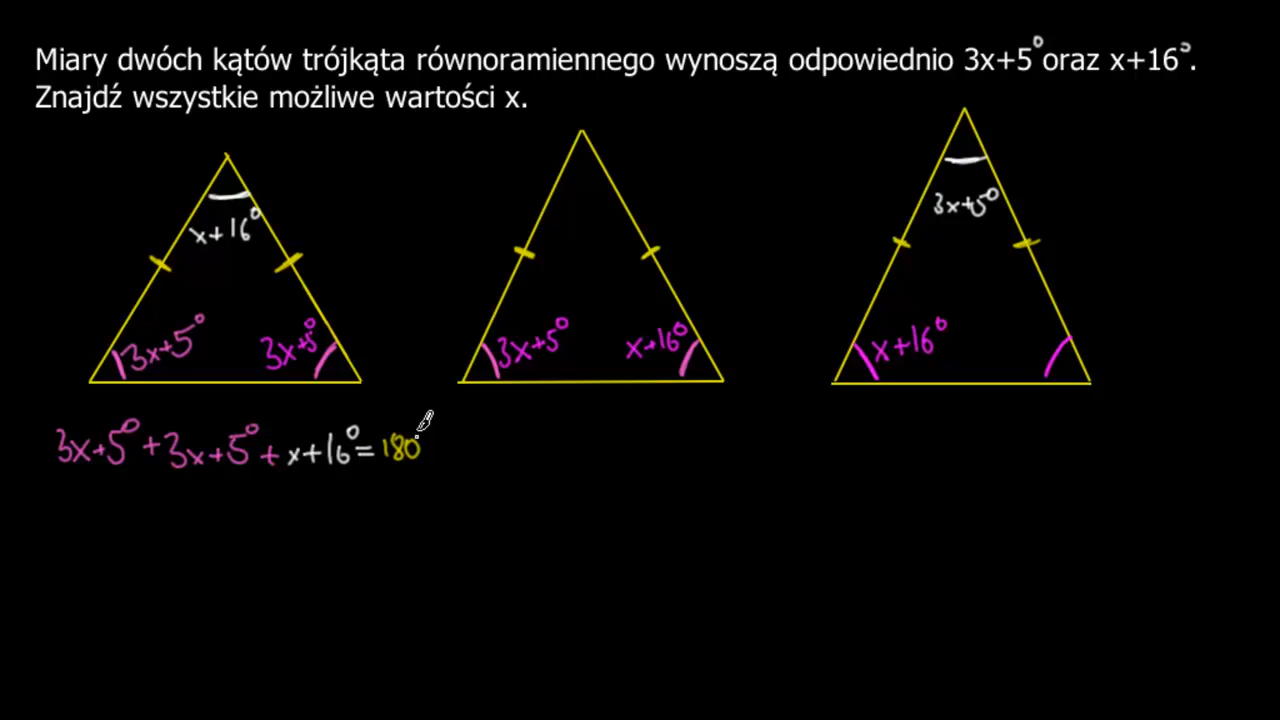 Miary dwóch kątów trójkąta równoramiennego wynoszą odpowiednio 3x+5° oraz x+16°.
Znajdź wszystkie możliwe wartości x.
x+16°
3x+5°
3x+5°
3x+5°
x+16°
3x+5°
x+16°
3x+5°+3x+5°+x+16°=180